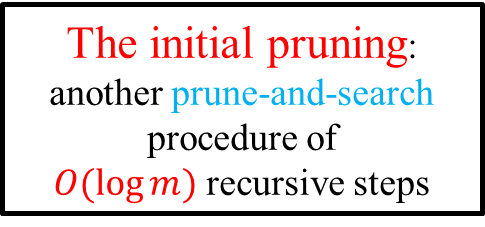 The initial pruning:
another prune-and-search
procedure of
O(log m) recursive steps